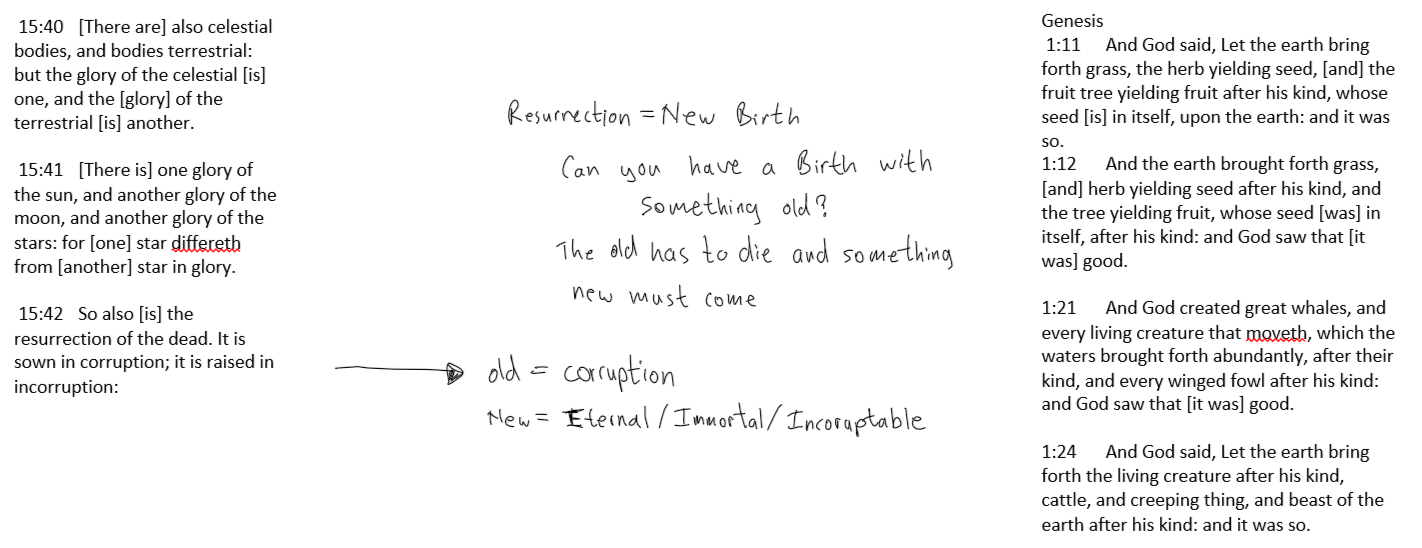 15:40 [There are] also celestial
bodies, and bodies terrestrial:
but the glory of the celestial [is]
one, and the [glory] of the
terrestrial [is] another.
15:41 [There is] one glory of
the sun, and another glory of the
moon, and another glory of the
stars: for [one] star differeth
from [another] star in glory.
15:42 So also [is] the
resurrection of the dead. It is
sown in corruption; it is raised in
incorruption:
Resurrection = New Birth
Can you have a Birth with
something old?
The old has to die and something
new must come
old = corruption
New = Eternal / Immortal / Incoruptable
Genesis
1:11 And God said, Let the earth bring
forth grass, the herb yielding seed, [and] the
fruit tree yielding fruit after his kind, whose
seed [is] in itself, upon the earth: and it was
so.
1:12 And the earth brought forth grass,
[and] herb yielding seed after his kind, and
the tree yielding fruit, whose seed [was] in
itself, after his kind: and God saw that [it
was] good.
1:21 And God created great whales, and
every living creature that moveth, which the
waters brought forth abundantly, after their
kind, and every winged fowl after his kind:
and God saw that [it was] good.
1:24 And God said, Let the earth bring
forth the living creature after his kind,
cattle, and creeping thing, and beast of the
earth after his kind: and it was so.